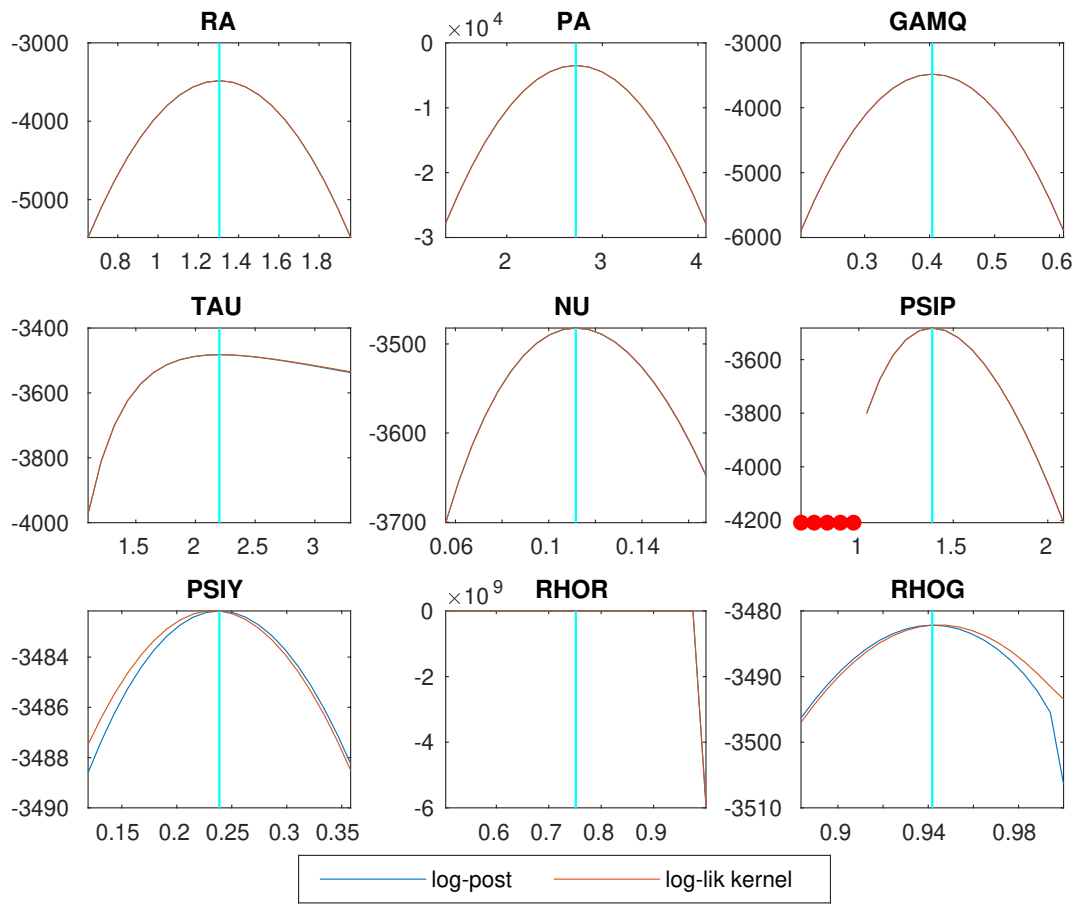 RA
PA
GAMQ
-3000
-4000
-5000
0.8 1 1.2 1.4 1.6 1.8
×10^4
0
-1
-2
-3
2 3 4
-3000
-4000
-5000
-6000
0.3 0.4 0.5 0.6
TAU
NU
PSIP
-3400
-3600
-3800
-4000
1.5 2 2.5 3
-3500
-3600
-3700
0.06 0.1 0.14
-3600
-3800
-4000
-4200
1 1.5 2
PSIY
RHOR
RHOG
-3484
-3486
-3488
-3490
0.15 0.2 0.25 0.3 0.35
×10^9
0
-2
-4
-6
0.6 0.7 0.8 0.9
-3480
-3490
-3500
-3510
0.9 0.94 0.98
log-post log-lik kernel